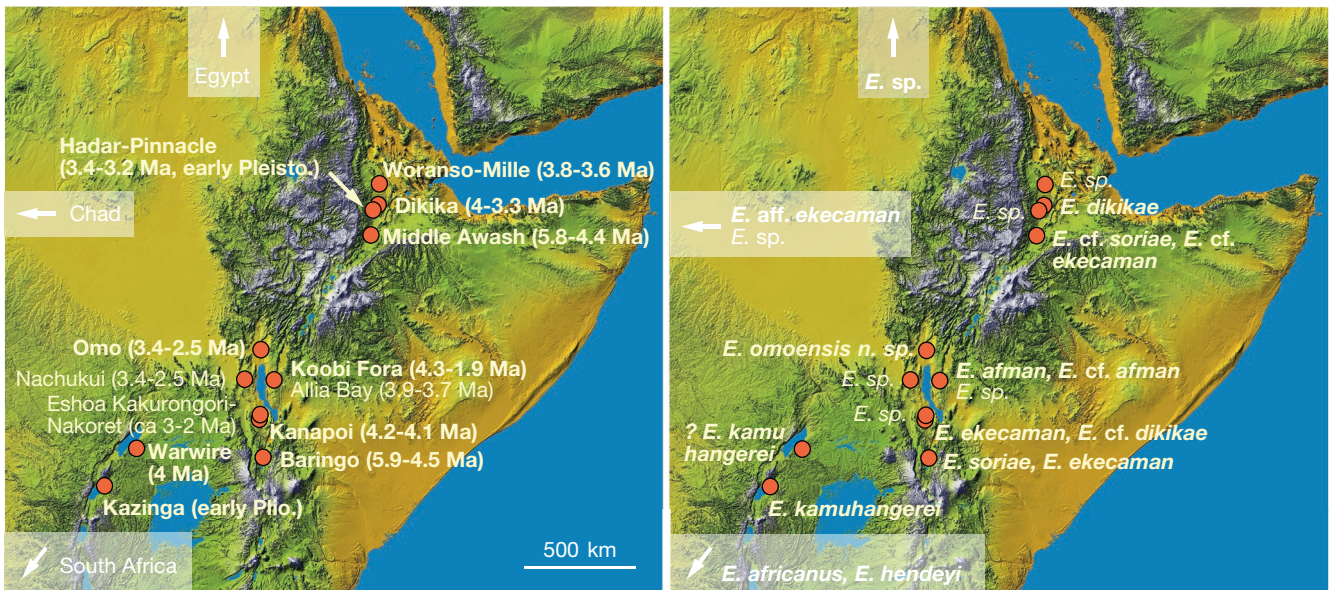 Egypt
Hadar-Pinnacle
(3.4-3.2 Ma, early Pleisto.)
Woranso-Mille (3.8-3.6 Ma)
Chad
Dikika (4-3.3 Ma)
Middle Awash (5.8-4.4 Ma)
Omo (3.4-2.5 Ma)
Koobi Fora (4.3-1.9 Ma)
Nachukui (3.4-2.5 Ma)
Allia Bay (3.9-3.7 Ma)
Eshoa Kakurongori-
Nakoret (ca 3-2 Ma)
Kanapoi (4.2-4.1 Ma)
Warwire
(4 Ma)
Baringo (5.9-4.5 Ma)
Kazinga (early Plio.)
South Africa
500 km
E. sp.
E. sp.
E. sp.
E. dikikae
E. aff. ekecaman
E. sp.
E. cf. soriae, E. cf.
ekecaman
E. omoensis n. sp.
E. sp.
E. afman, E. cf. afman
E. sp.
E. sp.
E. ekecaman, E. cf. dikikae
? E. kamu
hangerei
E. soriae, E. ekecaman
E. kamuhangerei
E. africanus, E. hendeyi